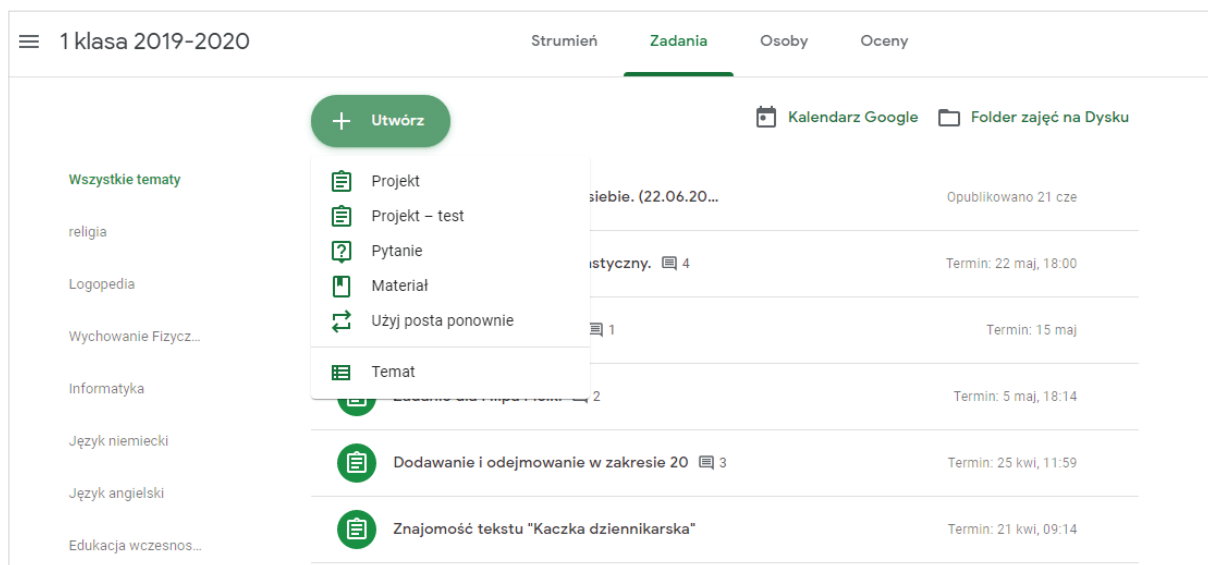 1 klasa 2019-2020
Strumień Zadania Osoby Oceny
Utwórz
Kalendarz Google Folder zajęć na Dysku
Wszystkie tematy
religia
Logopedia
Wychowanie Fizycz...
Informatyka
Język niemiecki
Język angielski
Edukacja wczesnos...
Projekt
Projekt – test
Pytanie
Materiał
Użyj posta ponownie
Temat
siebie. (22.06.20... Opublikowano 21 cze
4 Termin: 22 maj, 18:00
1 Termin: 15 maj
2 Termin: 5 maj, 18:14
Dodawanie i odejmowanie w zakresie 20 3 Termin: 25 kwi, 11:59
Znajomość tekstu "Kaczka dziennikarska" Termin: 21 kwi, 09:14